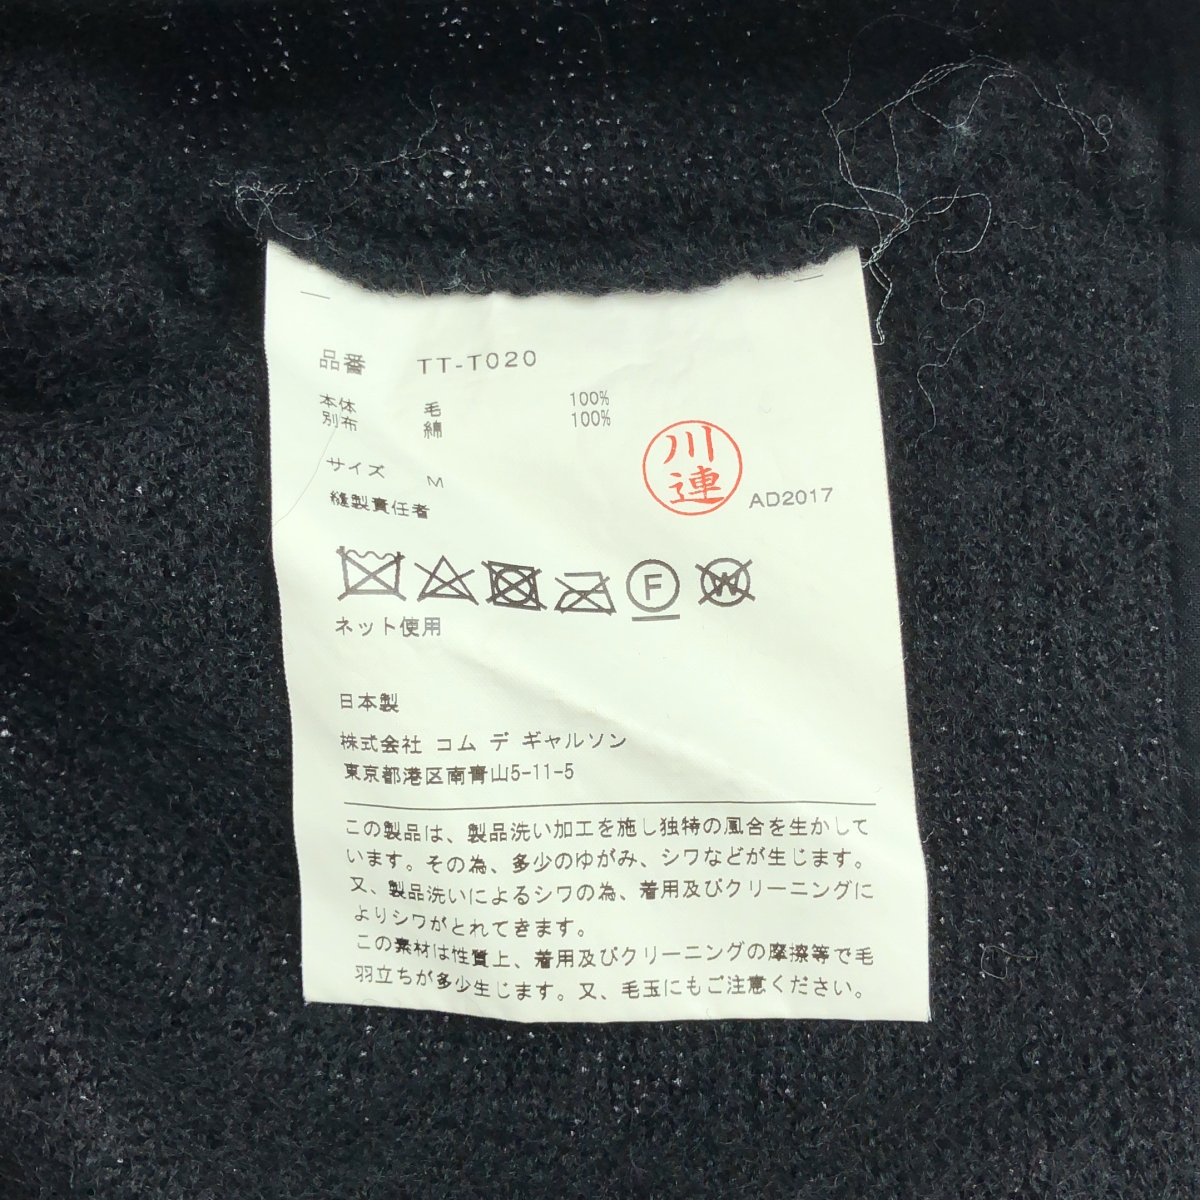 品番 TT-T020
本体 毛 100%
別布 綿 100%
サイズ M
縫製責任者 川連 AD2017
F W
ネット使用
日本製
株式会社 コム デ ギャルソン
東京都港区南青山5-11-5
この製品は、製品洗い加工を施し独特の風合を生かして
います。その為、多少のゆがみ、シワなどが生じます。
又、製品洗いによるシワの為、着用及びクリーニングに
よりシワがとれてきます。
この素材は性質上、着用及びクリーニングの摩擦等で毛
羽立ちが多少生じます。又、毛玉にもご注意ください。